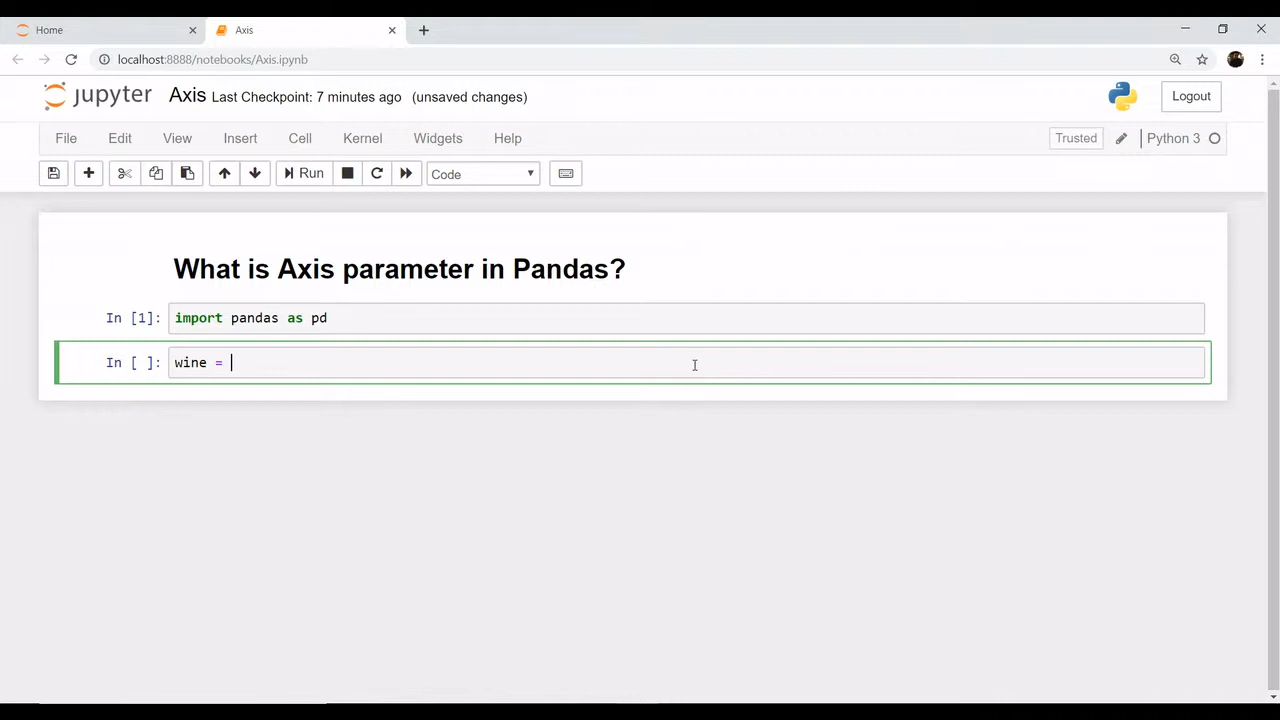 Home
Axis
localhost:8888/notebooks/Axis.ipynb
jupyter Axis Last Checkpoint: 7 minutes ago (unsaved changes)
Logout
File Edit View Insert Cell Kernel Widgets Help
Trusted Python 3
Run Code
What is Axis parameter in Pandas?
In [1]: import pandas as pd
In [ ]: wine =